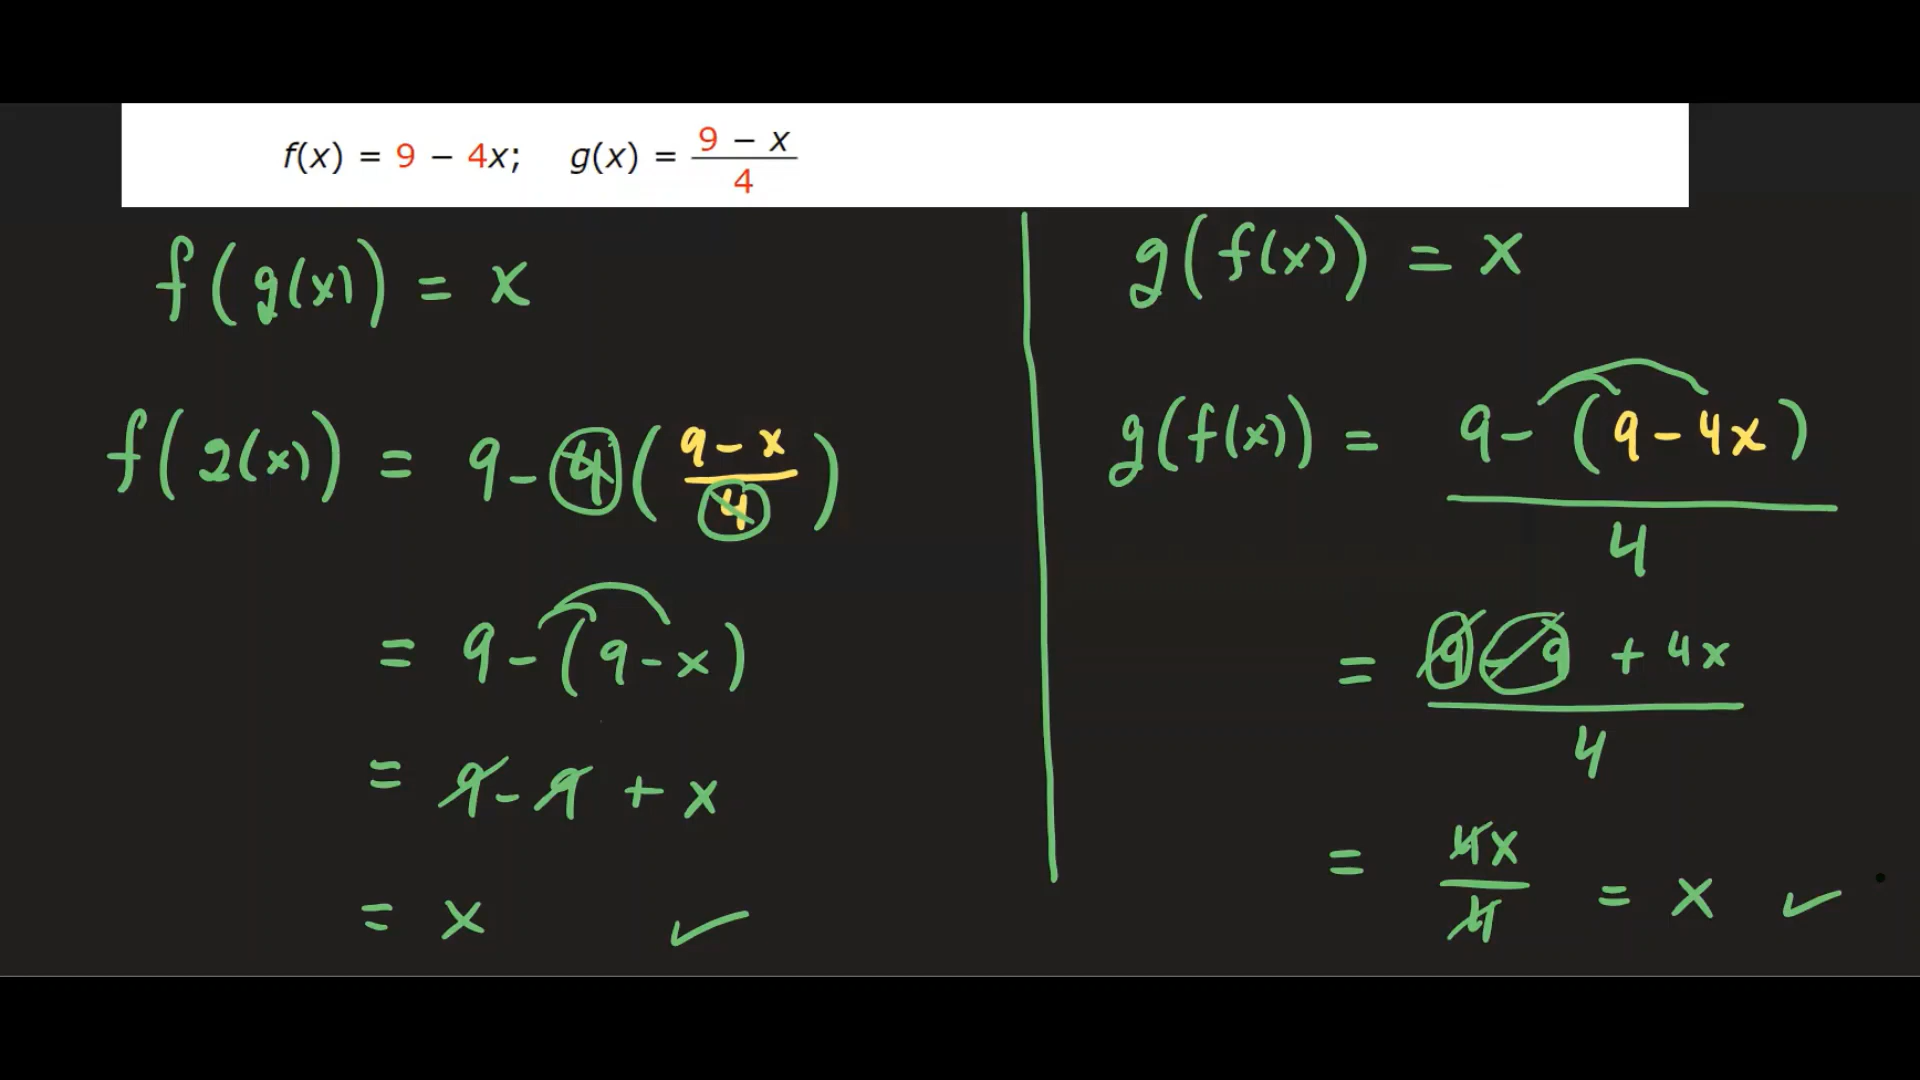 f(x) = 9 − 4x; g(x) = (9 − x)/4
f(g(x)) = x
f(2(x)) = 9 - 4((9 - x)/4)
= 9 - (9 - x)
= 9 - 9 + x
= x ✓
g(f(x)) = x
g(f(x)) = (9 - (9 - 4x))/4
= (9 - 9 + 4x)/4
= 4x/4 = x ✓